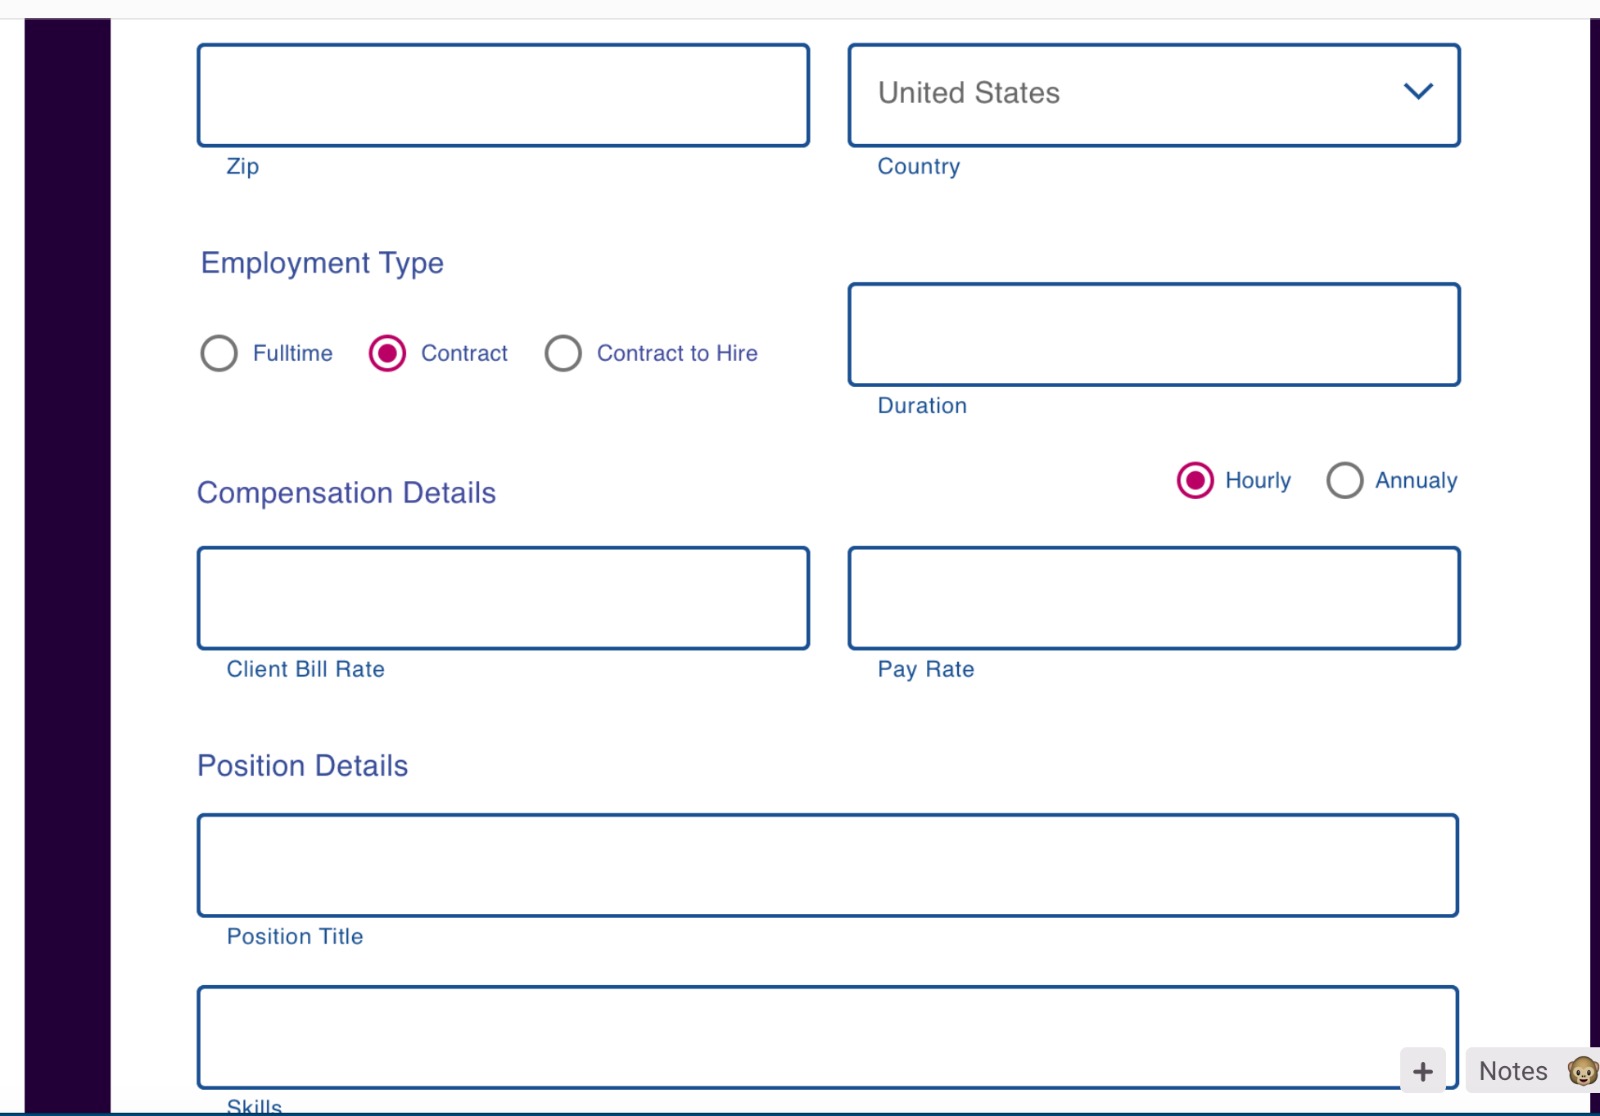 United States
Zip
Country
Employment Type
Fulltime
Contract
Contract to Hire
Duration
Compensation Details
Hourly
Annualy
Client Bill Rate
Pay Rate
Position Details
Position Title
Skills
+
Notes